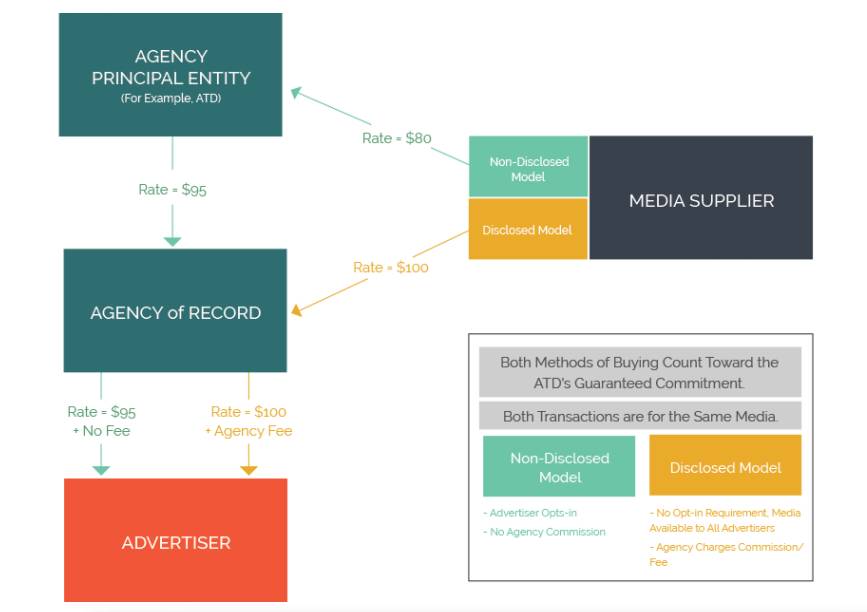 AGENCY
PRINCIPAL ENTITY
(For Example, ATD)
Rate = $80
Non-Disclosed
Model
MEDIA SUPPLIER
Rate = $95
Disclosed Model
Rate = $100
AGENCY of RECORD
Both Methods of Buying Count Toward the
ATD's Guaranteed Commitment.
Both Transactions are for the Same Media.
Rate = $95
+ No Fee
Rate = $100
+ Agency Fee
Non-Disclosed
Model
Disclosed Model
- Advertiser Opts-in
- No Agency Commission
- No Opt-in Requirement, Media
Available to All Advertisers
- Agency Charges Commission/
Fee
ADVERTISER